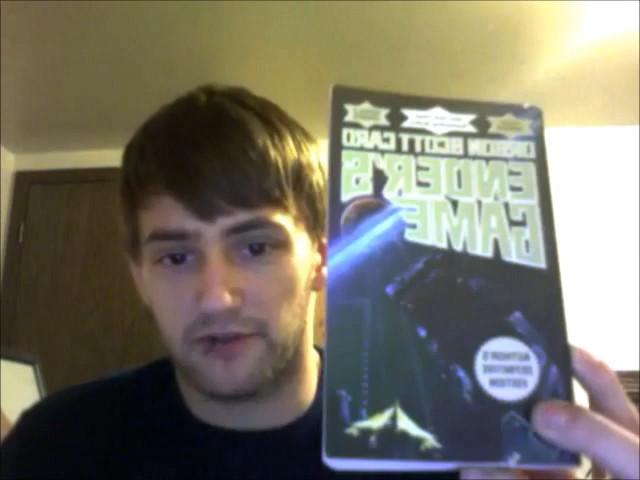 ORSON SCOTT CARD
ENDER'S
GAME
AUTHOR'S
DEFINITIVE
EDITION